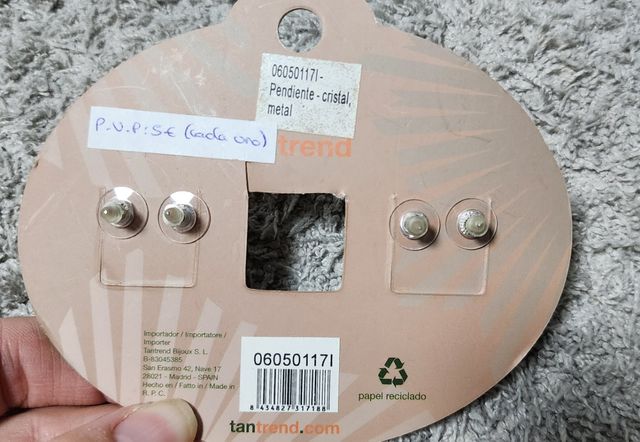 06050117I-
Pendiente - cristal,
metal
P.V.P: 5€ (cada uno)
tantrend
Importador / Importatore /
Importer
Tantrend Bijoux S. L.
B-83045385
San Erasmo 42, Nave 17
28021 - Madrid - SPAIN
Hecho en / Fatto in / Made in
R. P. C.
06050117I
8 434827 317188
papel reciclado
tantrend.com